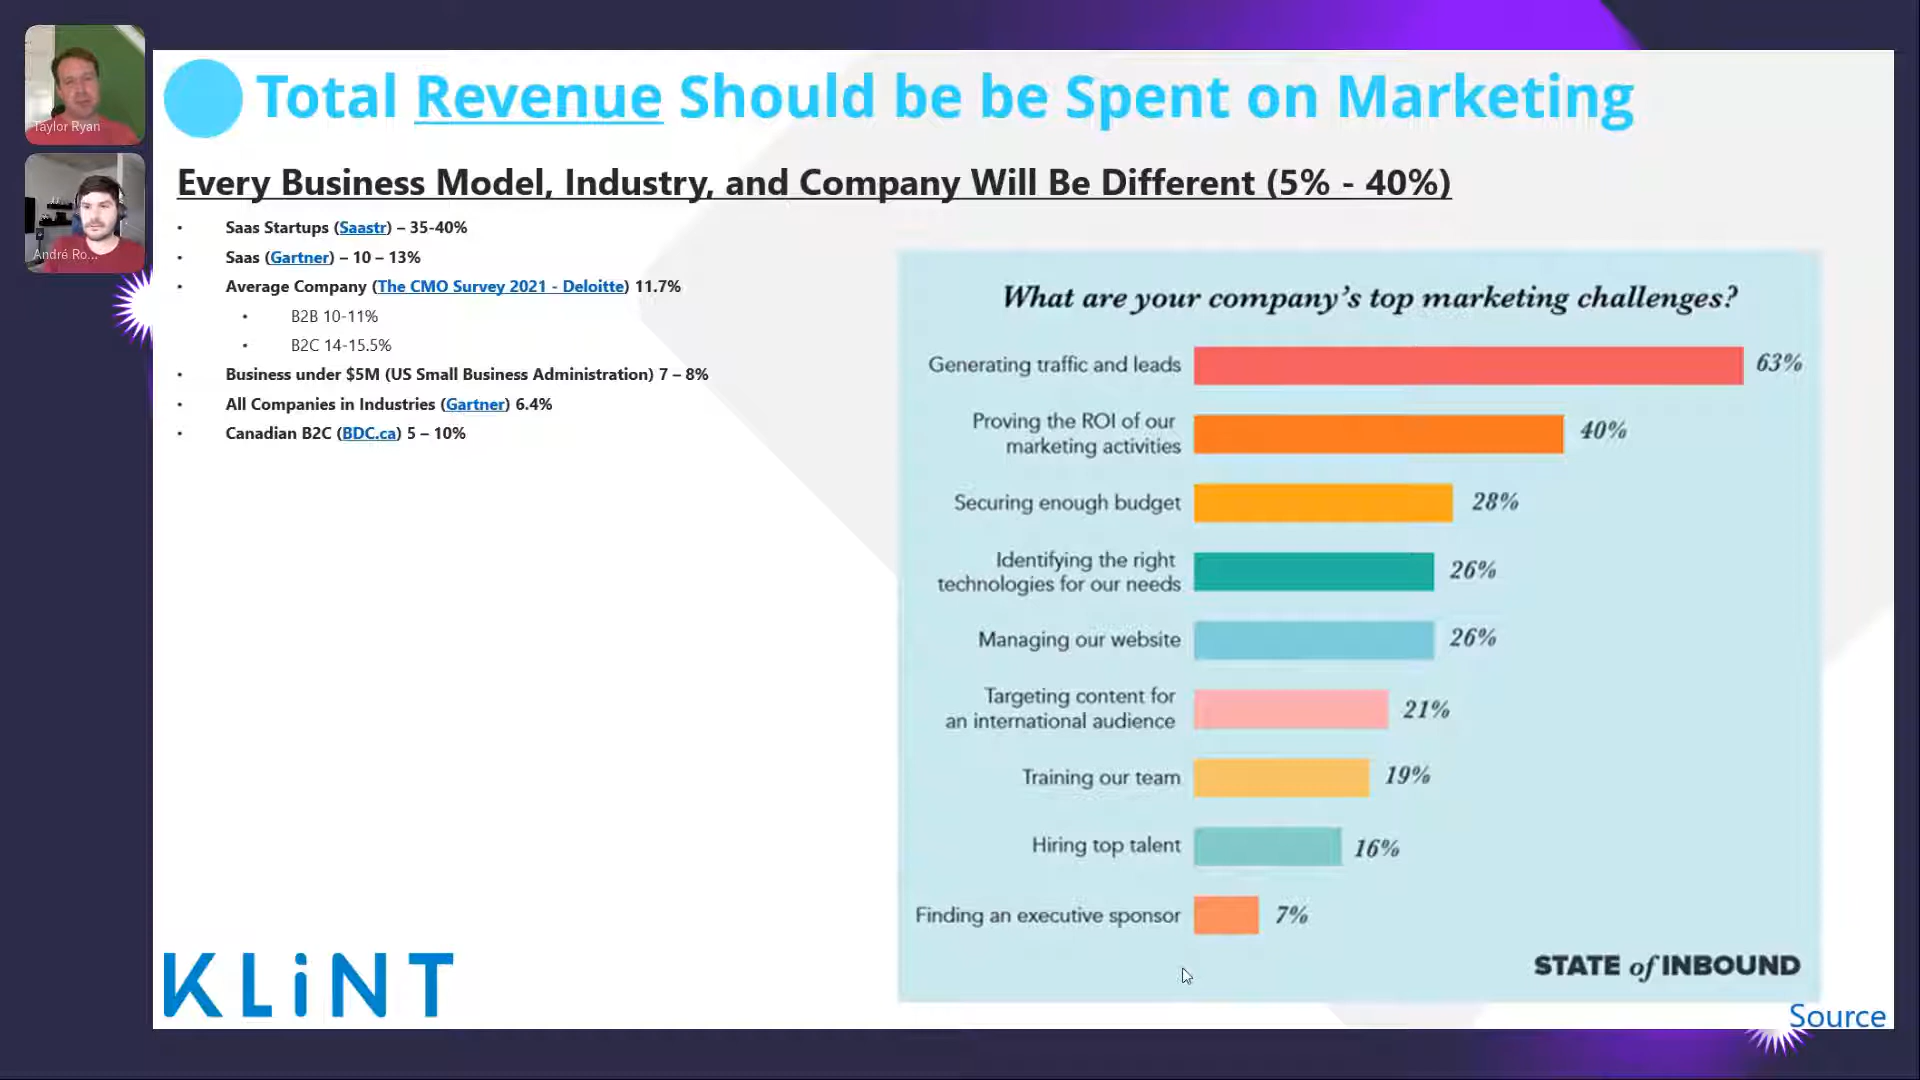 Taylor Ryan
André Ro...
Total Revenue Should be be Spent on Marketing
Every Business Model, Industry, and Company Will Be Different (5% - 40%)
• Saas Startups (Saastr) – 35-40%
• Saas (Gartner) – 10 – 13%
• Average Company (The CMO Survey 2021 - Deloitte) 11.7%
• B2B 10-11%
• B2C 14-15.5%
• Business under $5M (US Small Business Administration) 7 – 8%
• All Companies in Industries (Gartner) 6.4%
• Canadian B2C (BDC.ca) 5 – 10%
What are your company's top marketing challenges?
Generating traffic and leads 63%
Proving the ROI of our
marketing activities 40%
Securing enough budget 28%
Identifying the right
technologies for our needs 26%
Managing our website 26%
Targeting content for
an international audience 21%
Training our team 19%
Hiring top talent 16%
Finding an executive sponsor 7%
STATE of INBOUND
KLiNT
Source